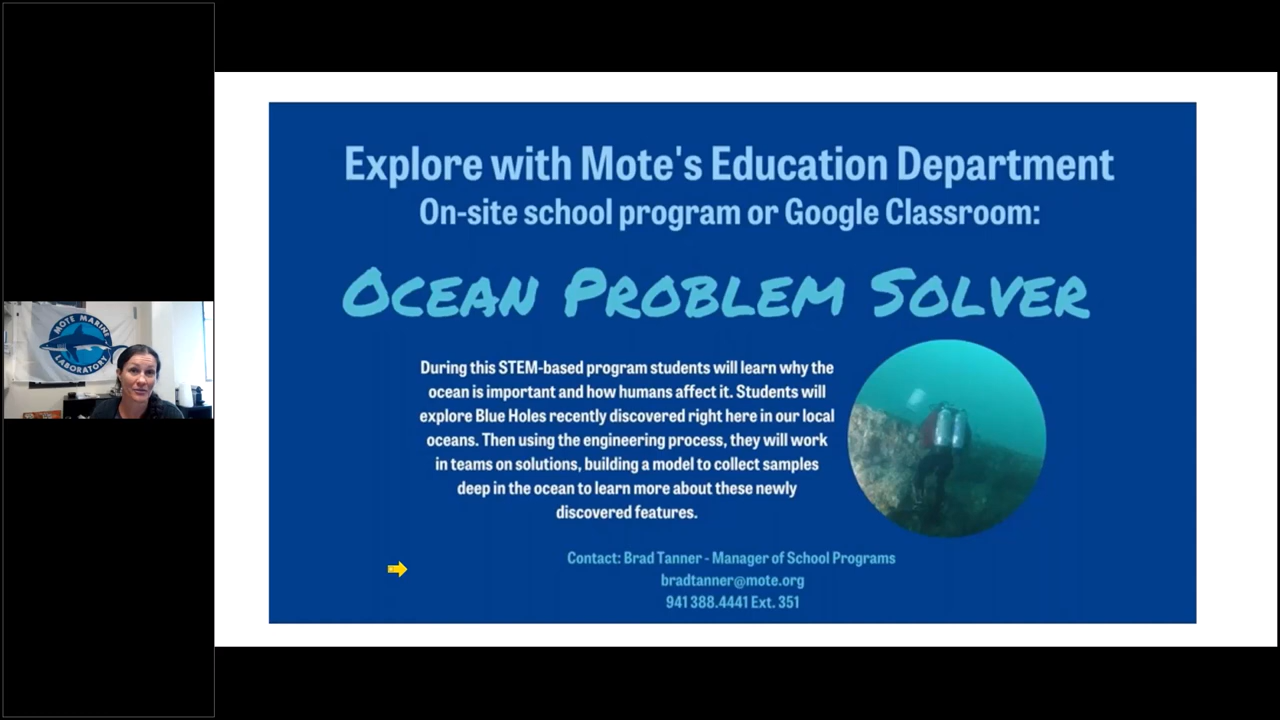 MOTE MARINE
LABORATORY
Explore with Mote's Education Department
On-site school program or Google Classroom:
OCEAN PROBLEM SOLVER
During this STEM-based program students will learn why the
ocean is important and how humans affect it. Students will
explore Blue Holes recently discovered right here in our local
oceans. Then using the engineering process, they will work
in teams on solutions, building a model to collect samples
deep in the ocean to learn more about these newly
discovered features.
Contact: Brad Tanner - Manager of School Programs
bradtanner@mote.org
941 388.4441 Ext. 351